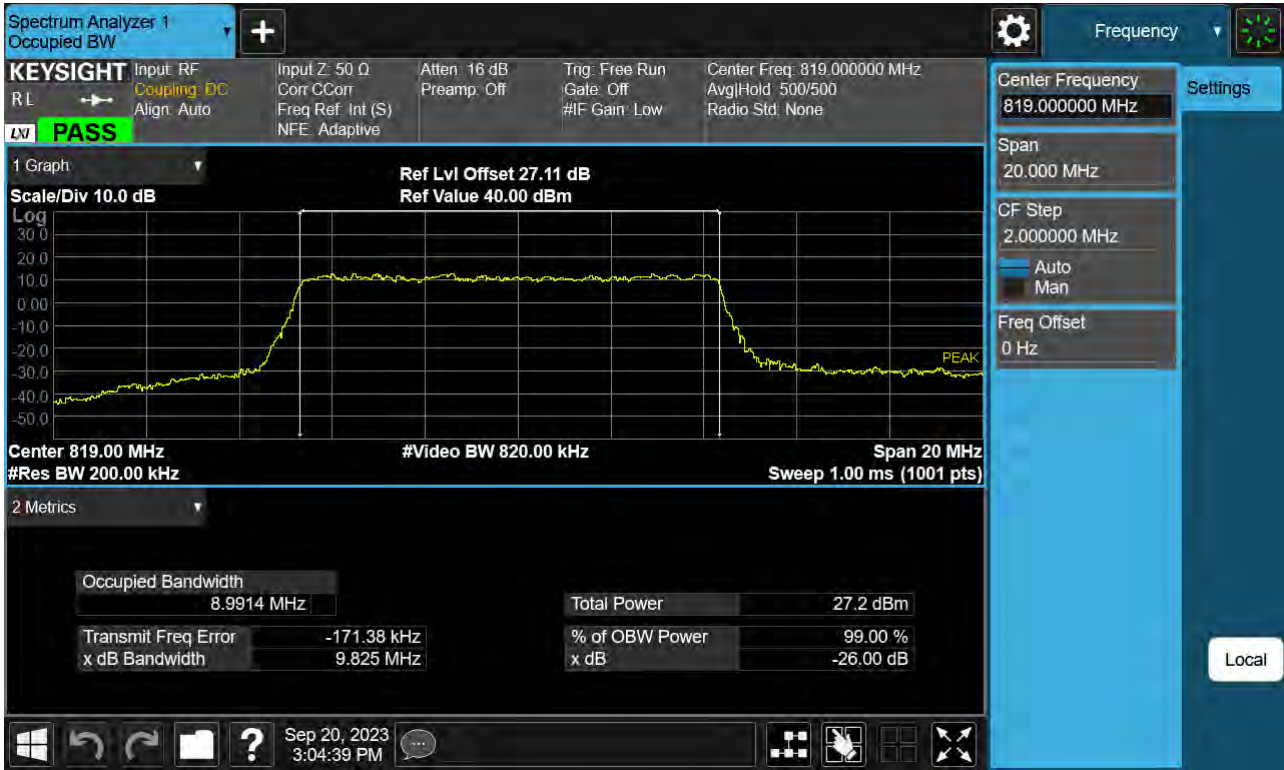 Spectrum Analyzer 1
Occupied BW
Frequency
KEYSIGHT
RL
LXI
PASS
Input: RF
Coupling: DC
Align: Auto
Input Z: 50 Ω
Corr CCorr
Freq Ref: Int (S)
NFE: Adaptive
Atten: 16 dB
Preamp: Off
Trig: Free Run
Gate: Off
#IF Gain: Low
Center Freq: 819.000000 MHz
Avg|Hold: 500/500
Radio Std: None
Center Frequency
819.000000 MHz
Settings
Span
20.000 MHz
CF Step
2.000000 MHz
Auto
Man
Freq Offset
0 Hz
Local
1 Graph
Ref Lvl Offset 27.11 dB
Scale/Div 10.0 dB
Ref Value 40.00 dBm
Log
30.0
20.0
10.0
0.00
-10.0
-20.0
-30.0
-40.0
-50.0
PEAK
Center 819.00 MHz
#Video BW 820.00 kHz
Span 20 MHz
#Res BW 200.00 kHz
Sweep 1.00 ms (1001 pts)
2 Metrics
Occupied Bandwidth
8.9914 MHz
Total Power 27.2 dBm
Transmit Freq Error -171.38 kHz
% of OBW Power 99.00 %
x dB Bandwidth 9.825 MHz
x dB -26.00 dB
Sep 20, 2023
3:04:39 PM